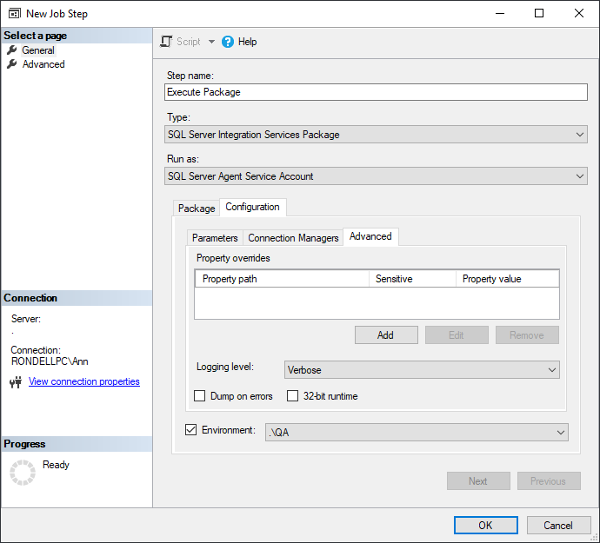 New Job Step
Select a page
General
Advanced
Script
Help
Step name:
Execute Package
Type:
SQL Server Integration Services Package
Run as:
SQL Server Agent Service Account
Package Configuration
Parameters Connection Managers Advanced
Property overrides
Property path Sensitive Property value
Add Edit Remove
Logging level: Verbose
Dump on errors 32-bit runtime
Environment: .\QA
Next Previous
Connection
Server:
.
Connection:
RONDELLPC\Ann
View connection properties
Progress
Ready
OK Cancel